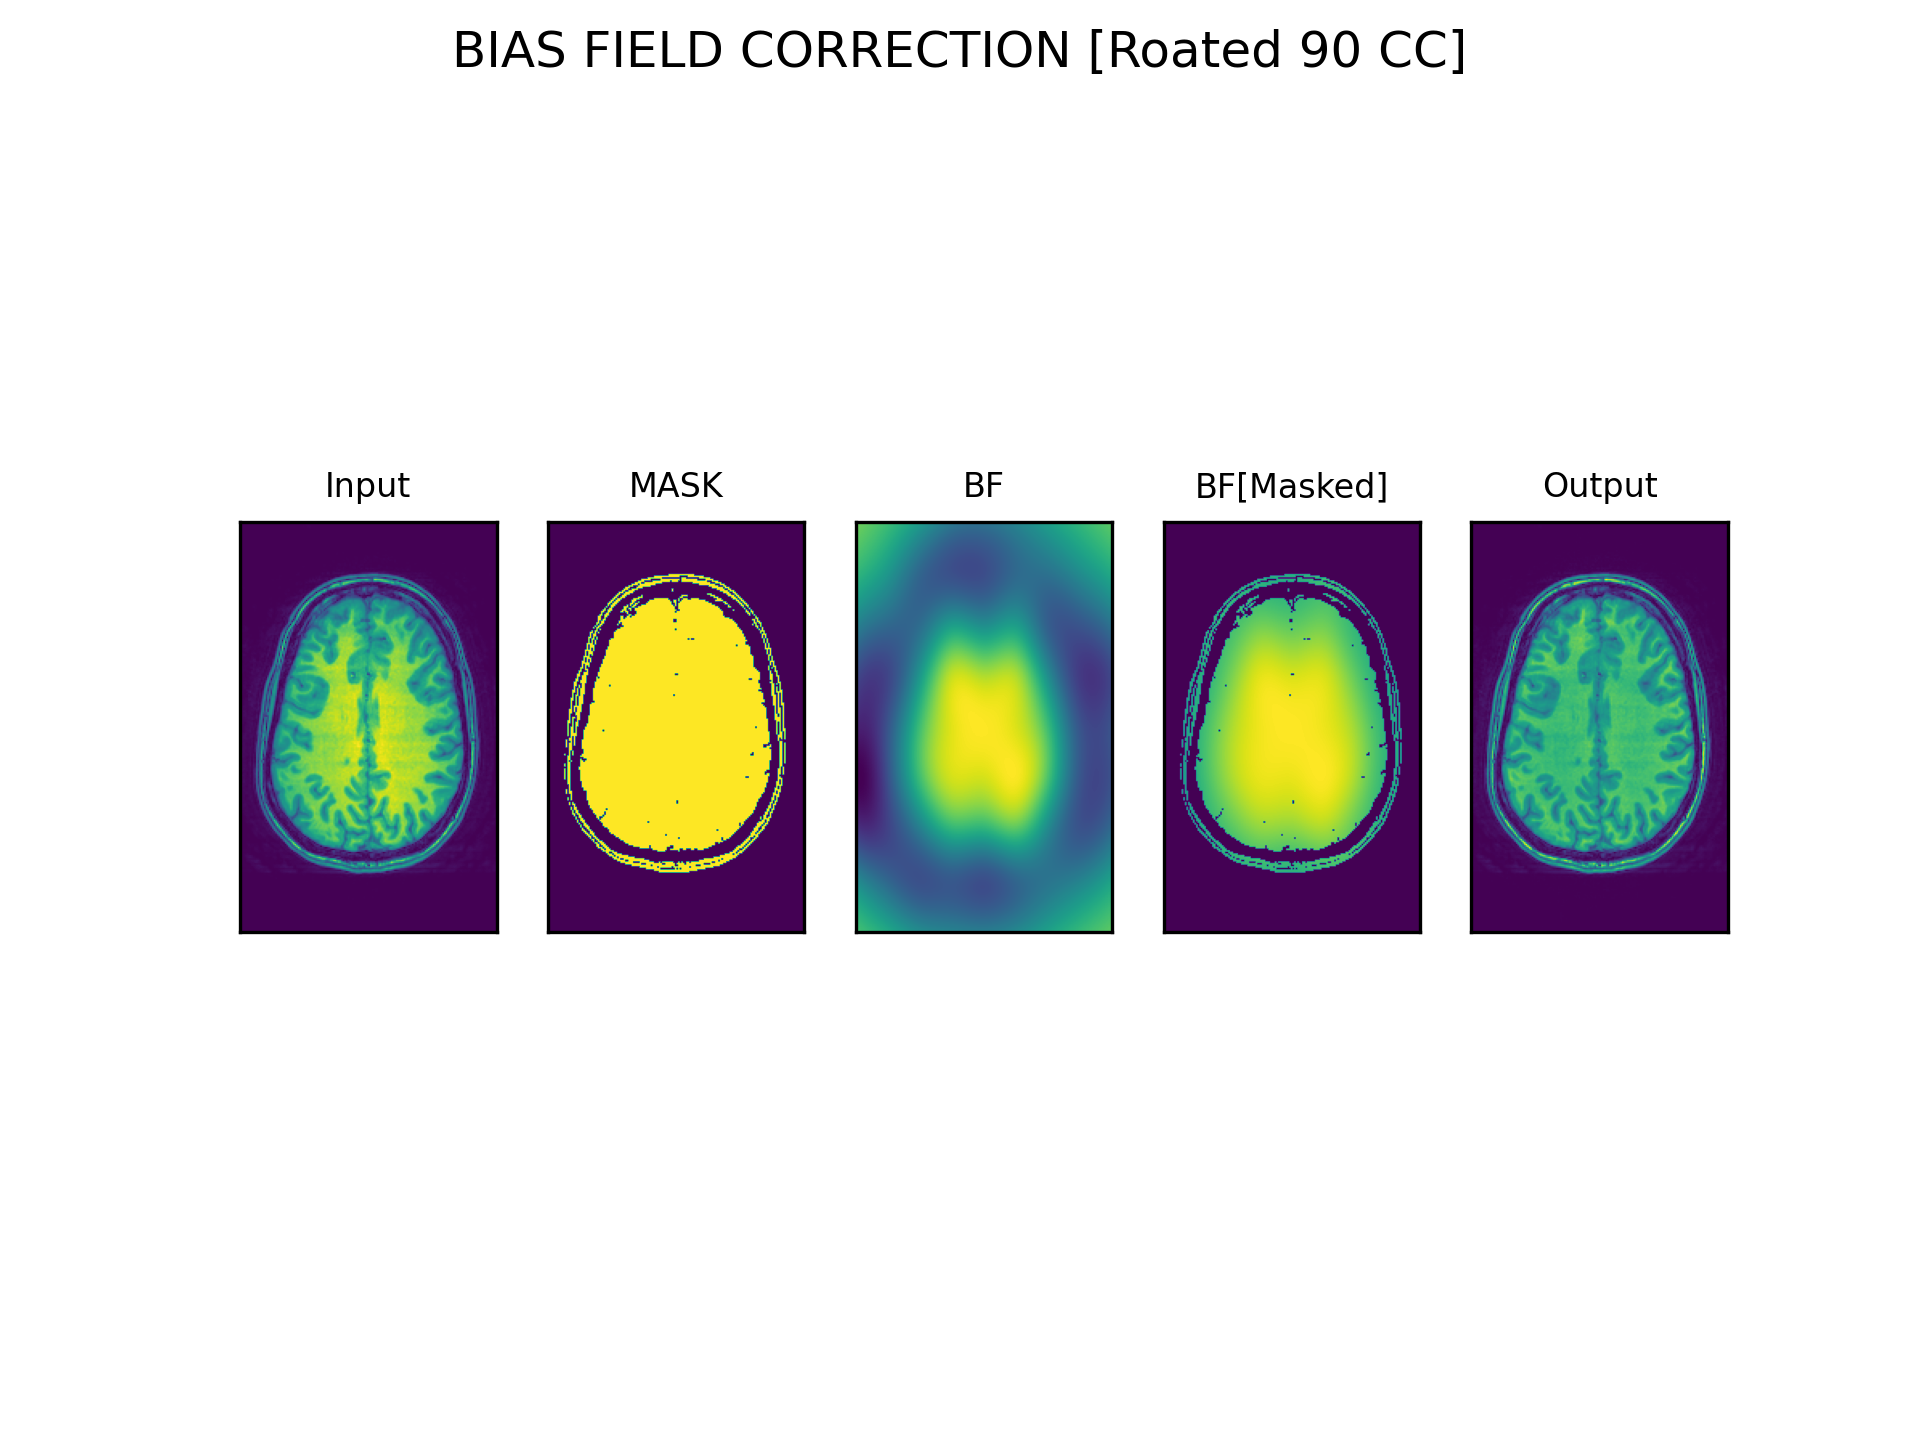 BIAS FIELD CORRECTION [Roated 90 CC]
Input
MASK
BF
BF[Masked]
Output